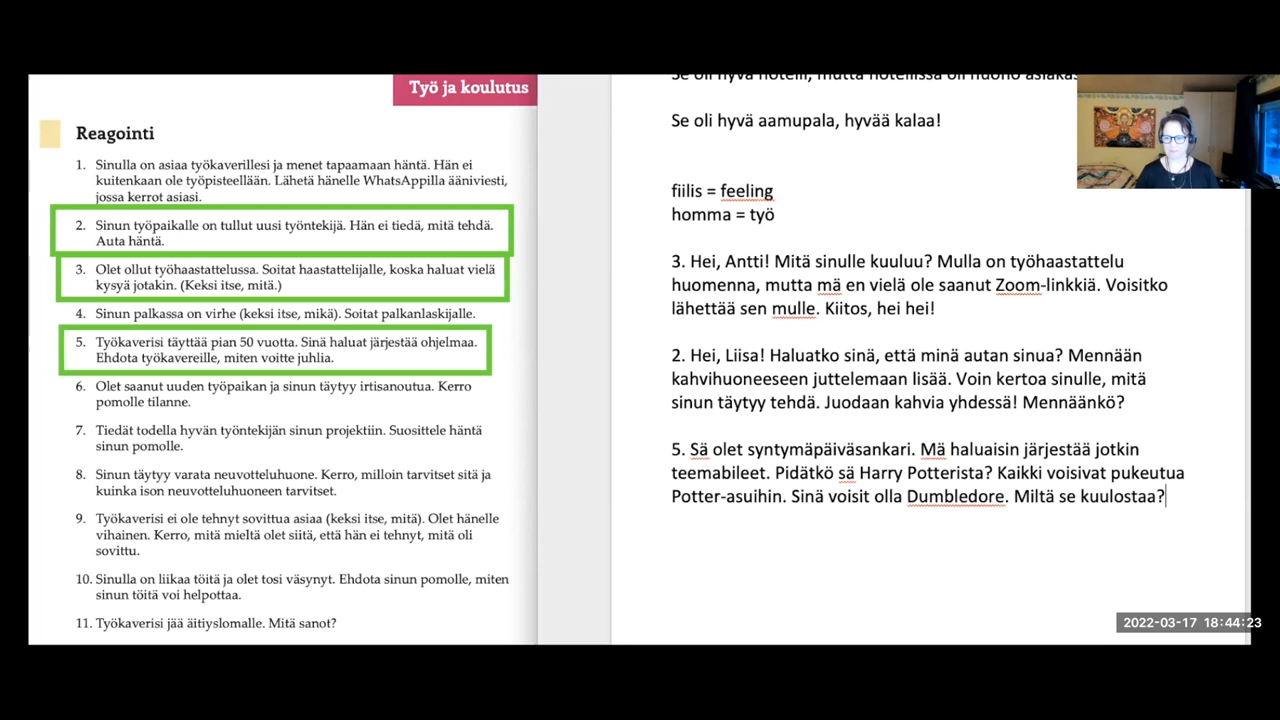 Työ ja koulutus
Reagointi
1. Sinulla on asiaa työkaverillesi ja menet tapaamaan häntä. Hän ei
kuitenkaan ole työpisteellään. Lähetä hänelle WhatsAppilla ääniviesti,
jossa kerrot asiasi.
2. Sinun työpaikalle on tullut uusi työntekijä. Hän ei tiedä, mitä tehdä.
Auta häntä.
3. Olet ollut työhaastattelussa. Soitat haastattelijalle, koska haluat vielä
kysyä jotakin. (Keksi itse, mitä.)
4. Sinun palkassa on virhe (keksi itse, mikä). Soitat palkanlaskijalle.
5. Työkaverisi täyttää pian 50 vuotta. Sinä haluat järjestää ohjelmaa.
Ehdota työkavereille, miten voitte juhlia.
6. Olet saanut uuden työpaikan ja sinun täytyy irtisanoutua. Kerro
pomolle tilanne.
7. Tiedät todella hyvän työntekijän sinun projektiin. Suosittele häntä
sinun pomolle.
8. Sinun täytyy varata neuvotteluhuone. Kerro, milloin tarvitset sitä ja
kuinka ison neuvotteluhuoneen tarvitset.
9. Työkaverisi ei ole tehnyt sovittua asiaa (keksi itse, mitä). Olet hänelle
vihainen. Kerro, mitä mieltä olet siitä, että hän ei tehnyt, mitä oli
sovittu.
10. Sinulla on liikaa töitä ja olet tosi väsynyt. Ehdota sinun pomolle, miten
sinun töitä voi helpottaa.
11. Työkaverisi jää äitiyslomalle. Mitä sanot?
Se oli hyvä hotelli, mutta hotellissa oli huono
Se oli hyvä aamupala, hyvää kalaa!
fiilis = feeling
homma = työ
3. Hei, Antti! Mitä sinulle kuuluu? Mulla on työhaastattelu
huomenna, mutta mä en vielä ole saanut Zoom-linkkiä. Voisitko
lähettää sen mulle. Kiitos, hei hei!
2. Hei, Liisa! Haluatko sinä, että minä autan sinua? Mennään
kahvihuoneeseen juttelemaan lisää. Voin kertoa sinulle, mitä
sinun täytyy tehdä. Juodaan kahvia yhdessä! Mennäänkö?
5. Sä olet syntymäpäiväsankari. Mä haluaisin järjestää jotkin
teemabileet. Pidätkö sä Harry Potterista? Kaikki voisivat pukeutua
Potter-asuihin. Sinä voisit olla Dumbledore. Miltä se kuulostaa?
2022-03-17 18:44:23